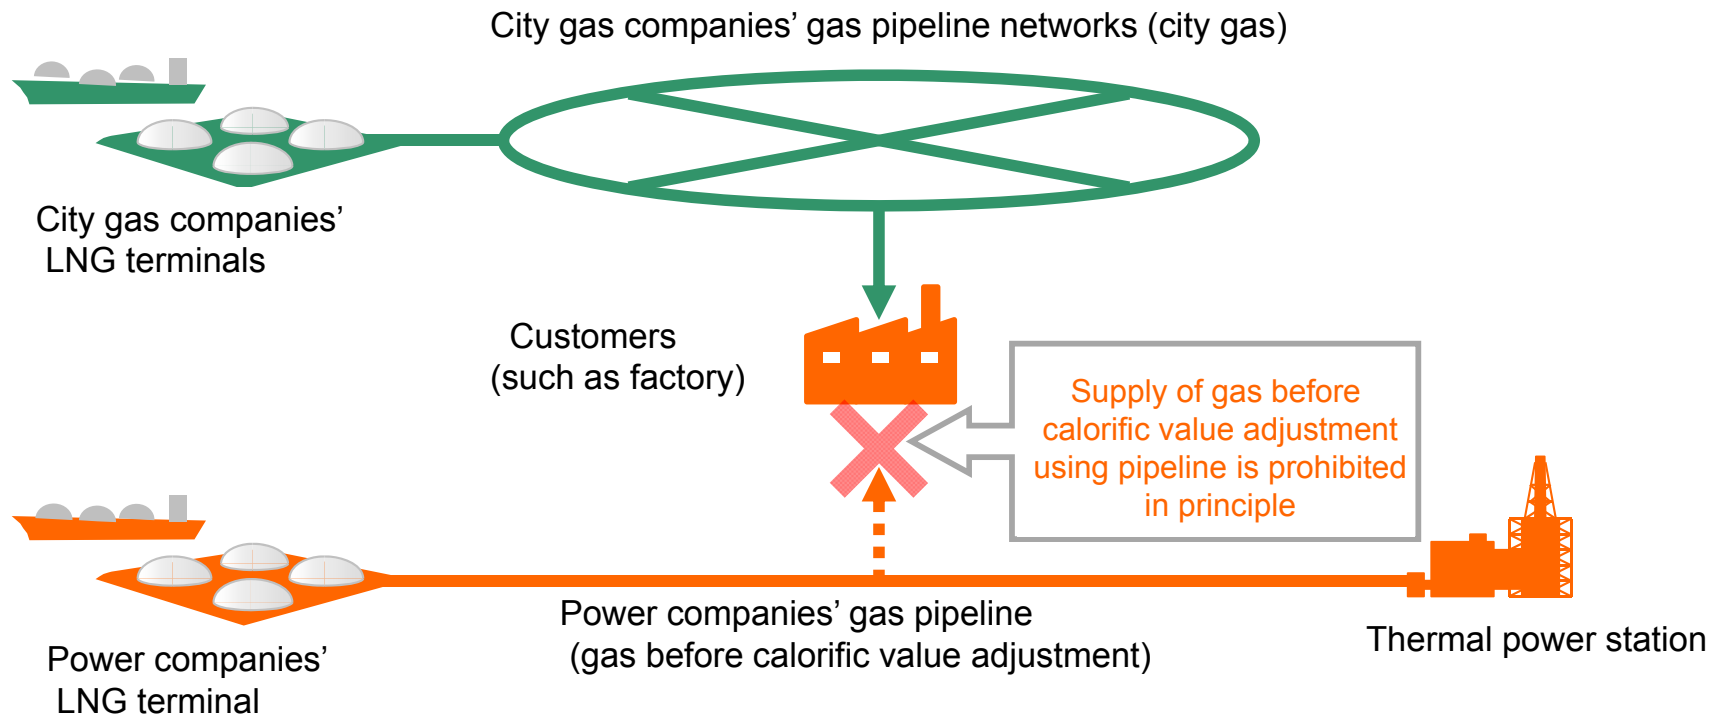 City gas companies’ gas pipeline networks (city gas)
City gas companies’
LNG terminals
Customers
(such as factory)
Supply of gas before
calorific value adjustment
using pipeline is prohibited
in principle
Power companies’ gas pipeline
(gas before calorific value adjustment)
Thermal power station
Power companies’
LNG terminal